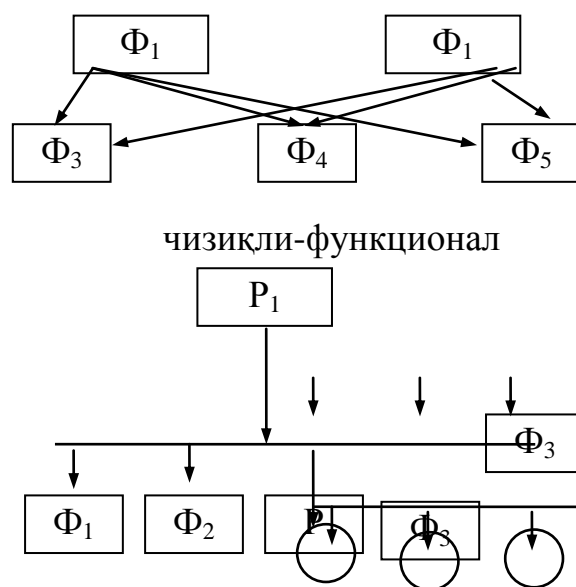 Ф₁ Ф₁
Ф₃ Ф₄ Ф₅
чизиқли-функционал
Р₁
Ф₃
Ф₁ Ф₂ Р Ф₃